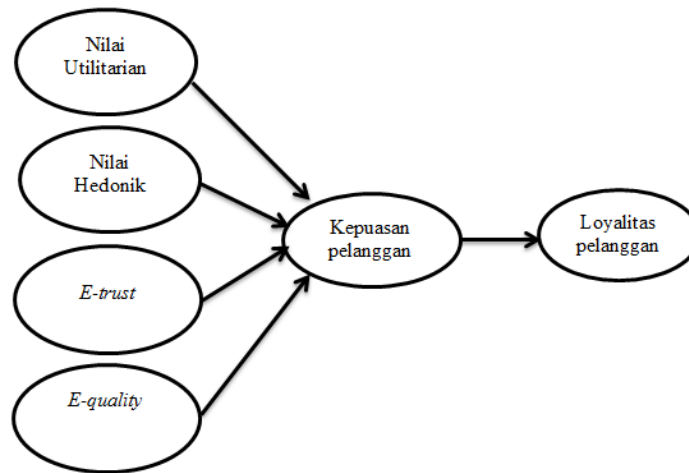 Nilai
Utilitarian
Nilai
Hedonik
E-trust
E-quality
Kepuasan
pelanggan
Loyalitas
pelanggan